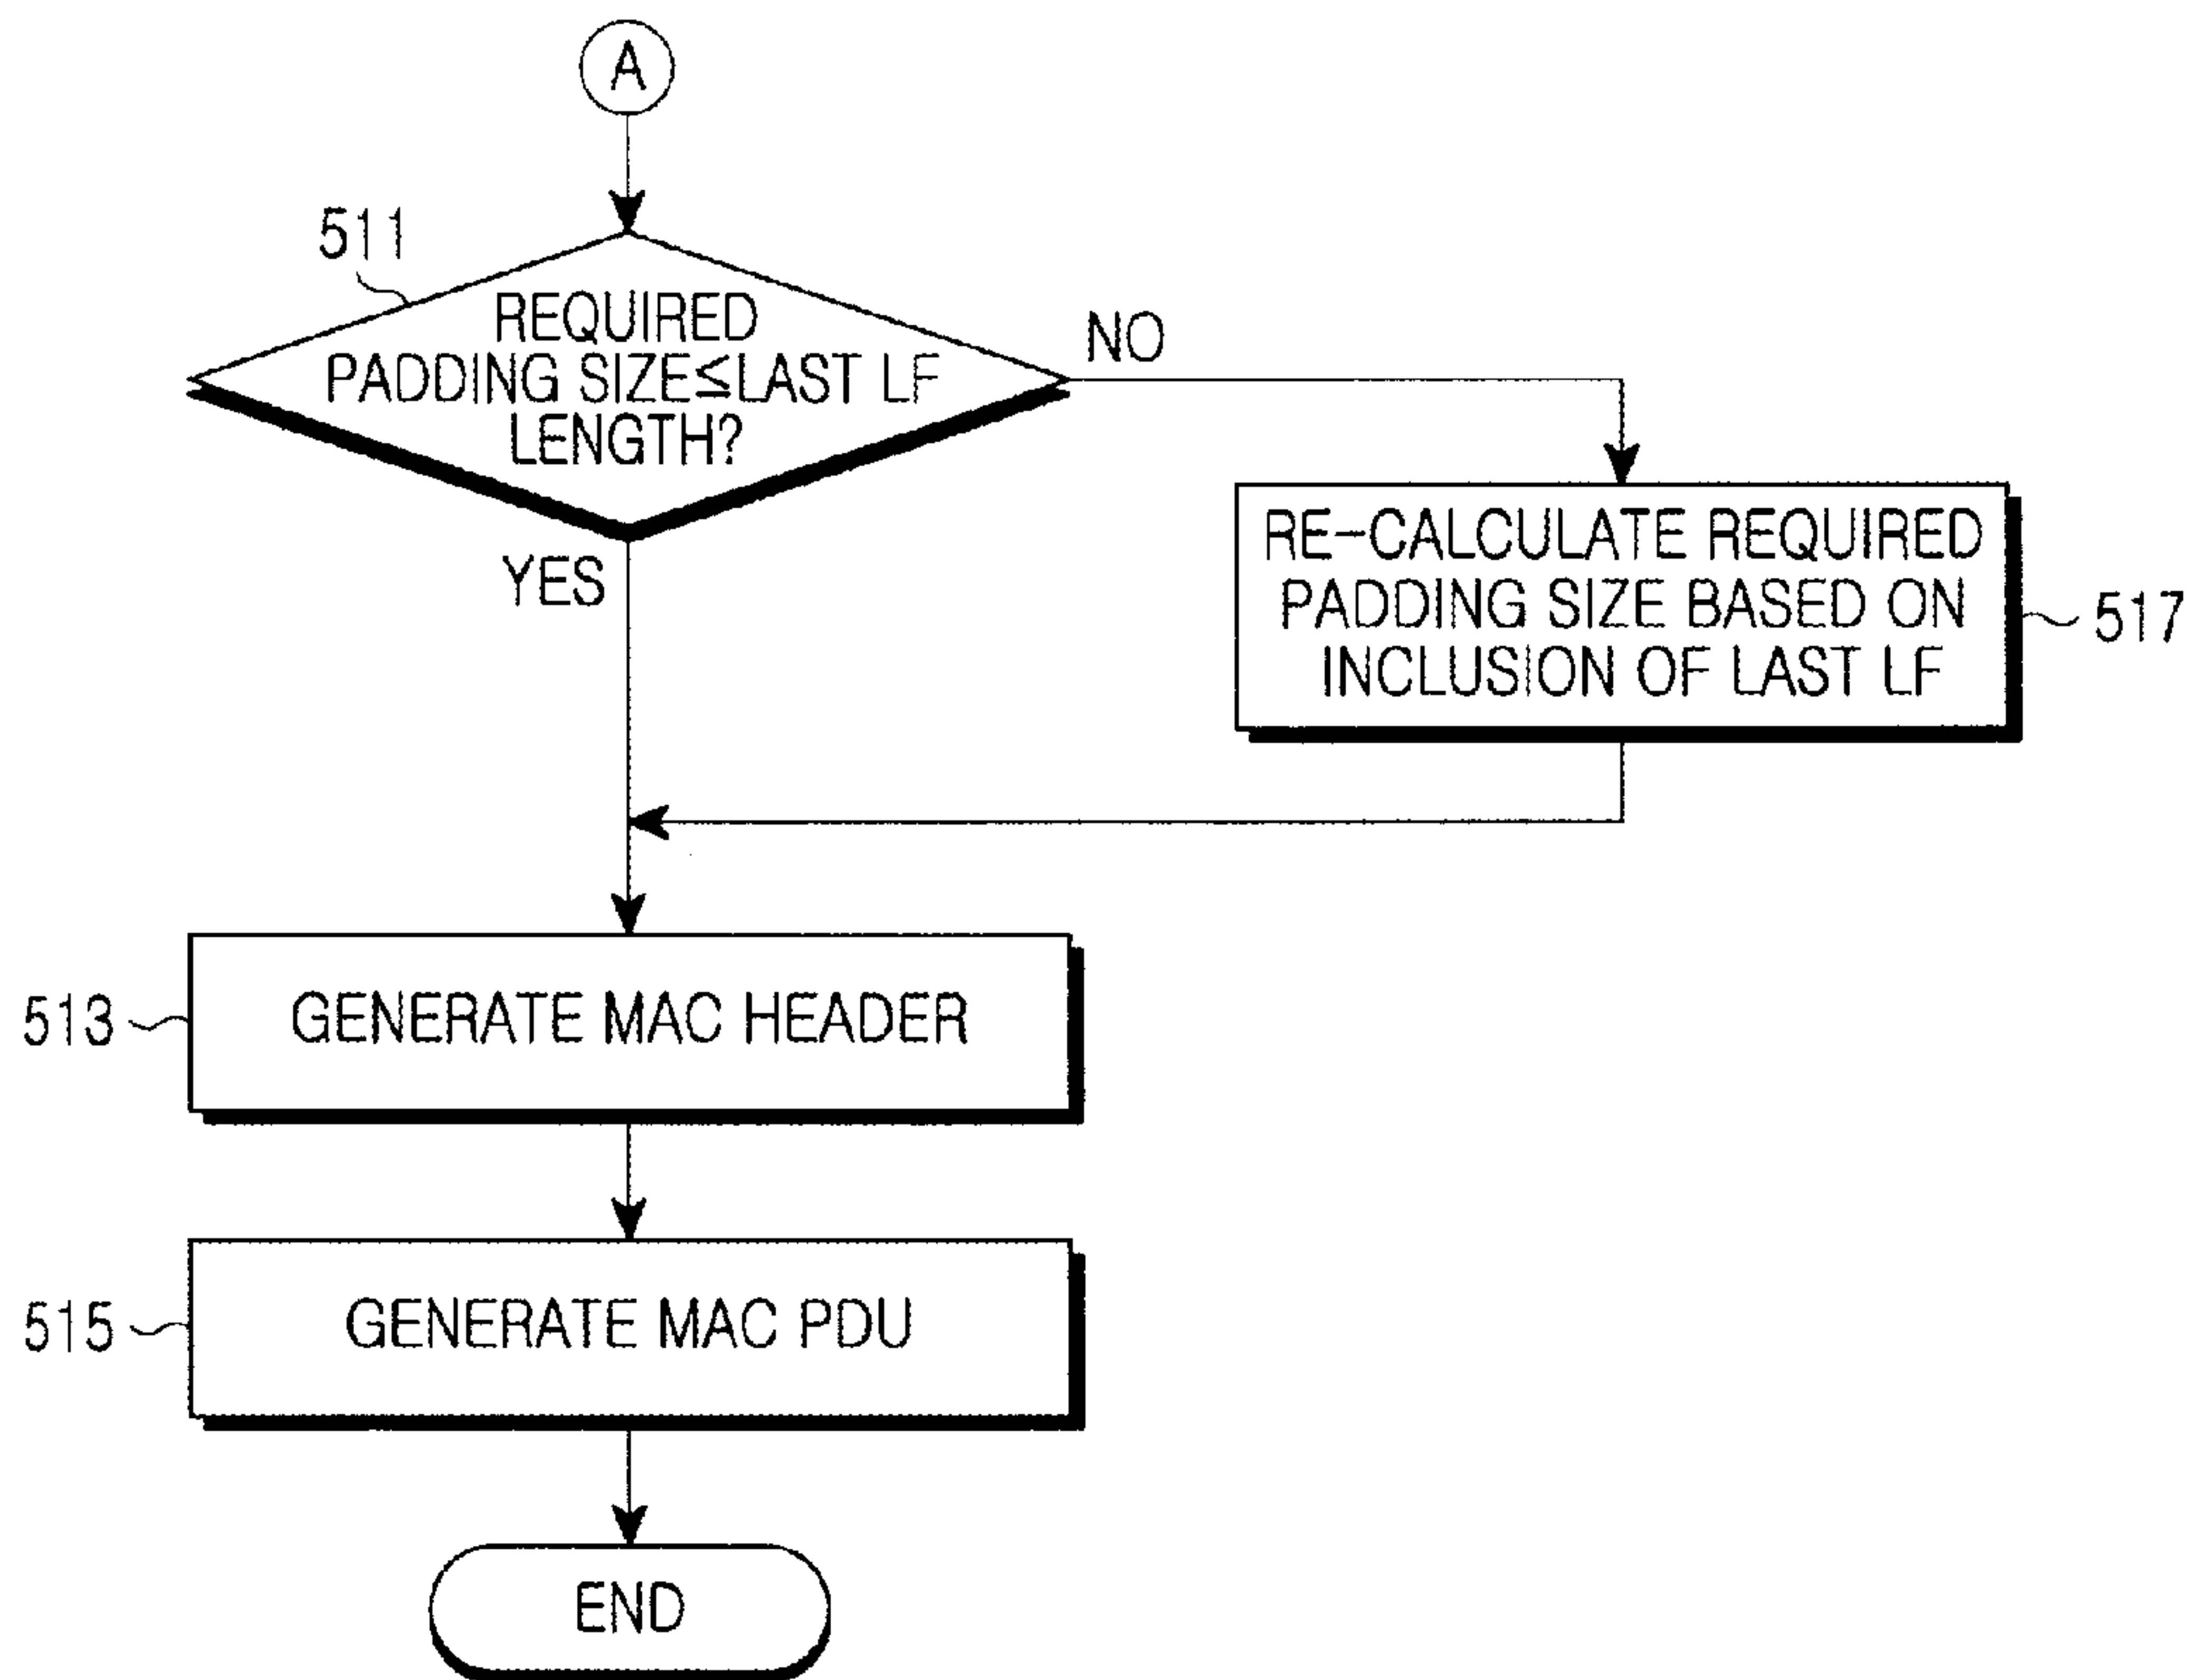 A
511
REQUIRED
PADDING SIZE≤LAST LF
LENGTH?
NO
YES
RE-CALCULATE REQUIRED
PADDING SIZE BASED ON
INCLUSION OF LAST LF
517
513
GENERATE MAC HEADER
515
GENERATE MAC PDU
END